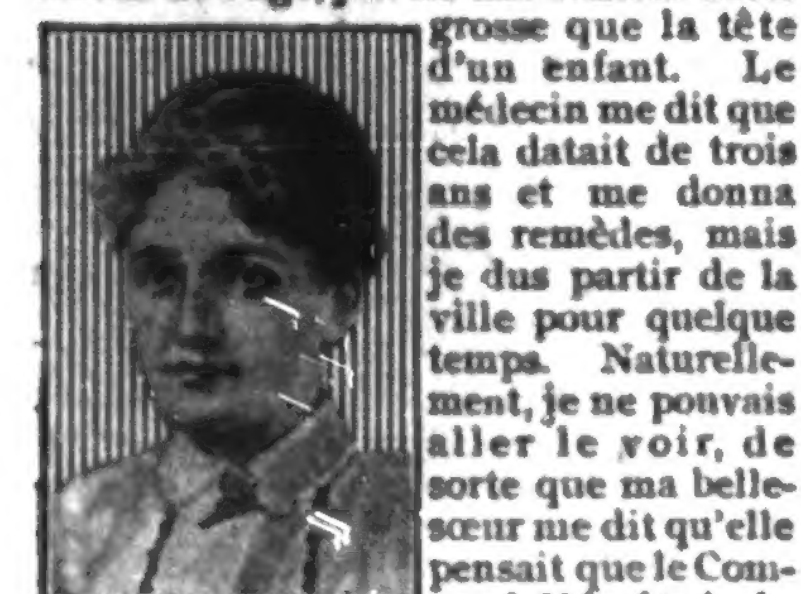 grosse que la tête
d'un enfant. Le
médecin me dit que
cela datait de trois
ans et me donna
des remèdes, mais
je dus partir de la
ville pour quelque
temps. Naturelle-
ment, je ne pouvais
aller le voir, de
sorte que ma belle-
sœur me dit qu'elle
pensait que le Com-